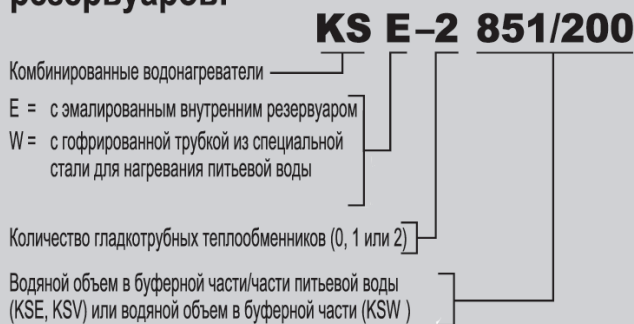 резервуаров:
KS E–2 851/200
Комбинированные водонагреватели
E = с эмалированным внутренним резервуаром
W = с гофрированной трубкой из специальной
стали для нагревания питьевой воды
Количество гладкотрубных теплообменников (0, 1 или 2)
Водяной объем в буферной части/части питьевой воды
(KSE, KSV) или водяной объем в буферной части (KSW )